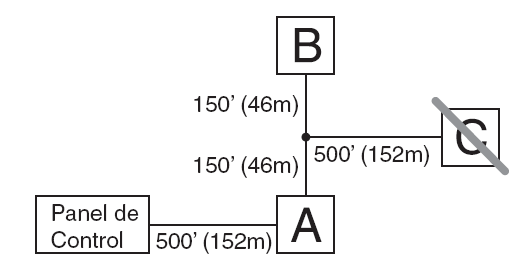 B
150' (46m)
C
500' (152m)
150' (46m)
Panel de
Control
500' (152m)
A